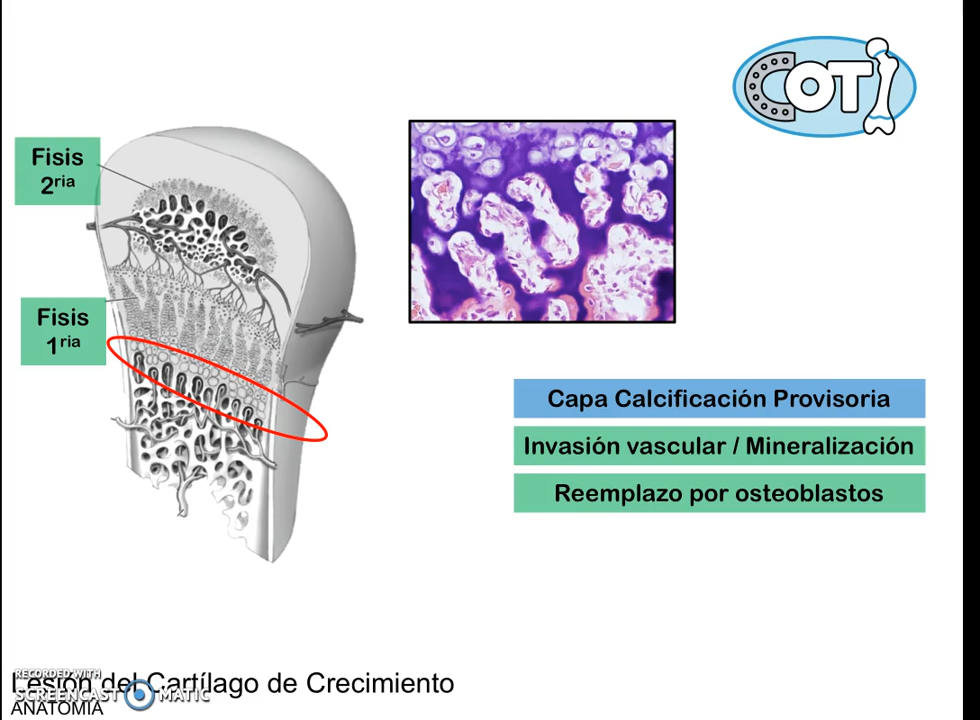 COTI
Fisis
2ria
Fisis
1ria
Capa Calcificación Provisoria
Invasión vascular / Mineralización
Reemplazo por osteoblastos
RECORDED WITH
Lesión del Cartílago de Crecimiento
SCREENCAST MATIC
ANATOMIA